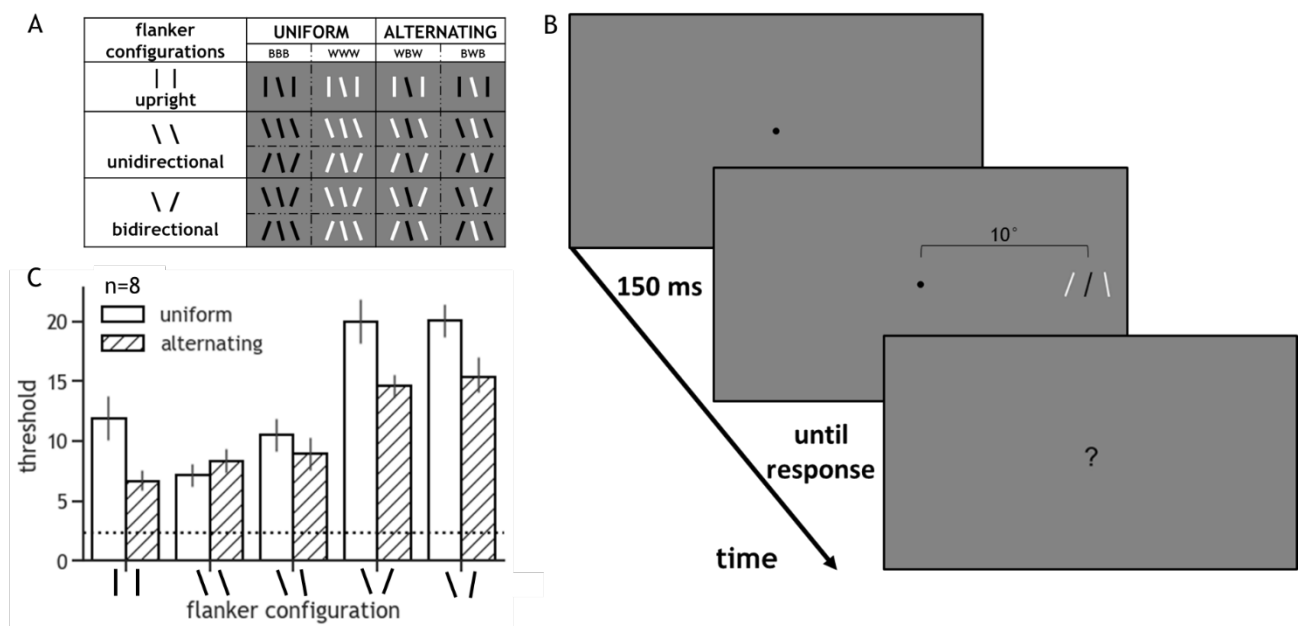 A
flanker configurations
UNIFORM
ALTERNATING
BBB
WWW
WBW
BWB
upright
unidirectional
bidirectional
B
10°
150 ms
until
response
?
time
C
n=8
uniform
alternating
threshold
20
15
10
5
0
flanker configuration